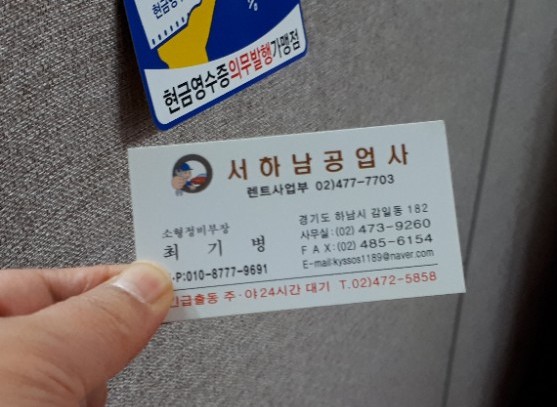 현금영수증의무발행가맹점
서하남공업사
렌트사업부 02)477-7703
소형정비부장
최 기 병
경기도 하남시 감일동 182
사무실:(02) 473-9260
F A X:(02) 485-6154
E-mail:kyssos1189@naver.com
P:010-8777-9691
긴급출동 주·야 24시간 대기 T.02)472-5858